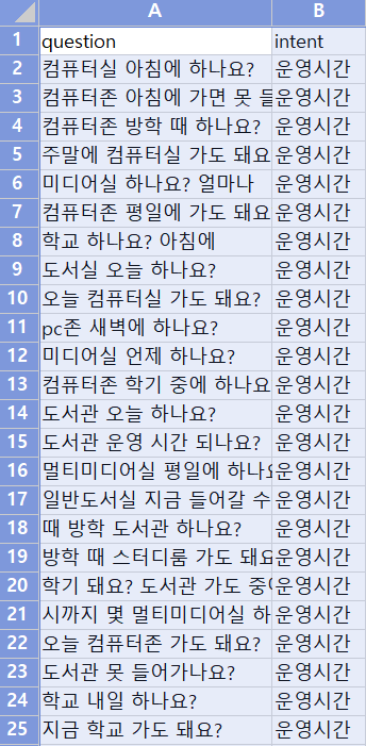 A B
1 question intent
2 컴퓨터실 아침에 하나요? 운영시간
3 컴퓨터존 아침에 가면 못 운영시간
4 컴퓨터존 방학 때 하나요? 운영시간
5 주말에 컴퓨터실 가도 돼요 운영시간
6 미디어실 하나요? 얼마나 운영시간
7 컴퓨터존 평일에 가도 돼요 운영시간
8 학교 하나요? 아침에 운영시간
9 도서실 오늘 하나요? 운영시간
10 오늘 컴퓨터실 가도 돼요? 운영시간
11 pc존 새벽에 하나요? 운영시간
12 미디어실 언제 하나요? 운영시간
13 컴퓨터존 학기 중에 하나요 운영시간
14 도서관 오늘 하나요? 운영시간
15 도서관 운영 시간 되나요? 운영시간
16 멀티미디어실 평일에 하나 운영시간
17 일반도서실 지금 들어갈 수 운영시간
18 때 방학 도서관 하나요? 운영시간
19 방학 때 스터디룸 가도 돼요 운영시간
20 학기 돼요? 도서관 가도 운영시간
21 시까지 몇 멀티미디어실 하 운영시간
22 오늘 컴퓨터존 가도 돼요? 운영시간
23 도서관 못 들어가나요? 운영시간
24 학교 내일 하나요? 운영시간
25 지금 학교 가도 돼요? 운영시간